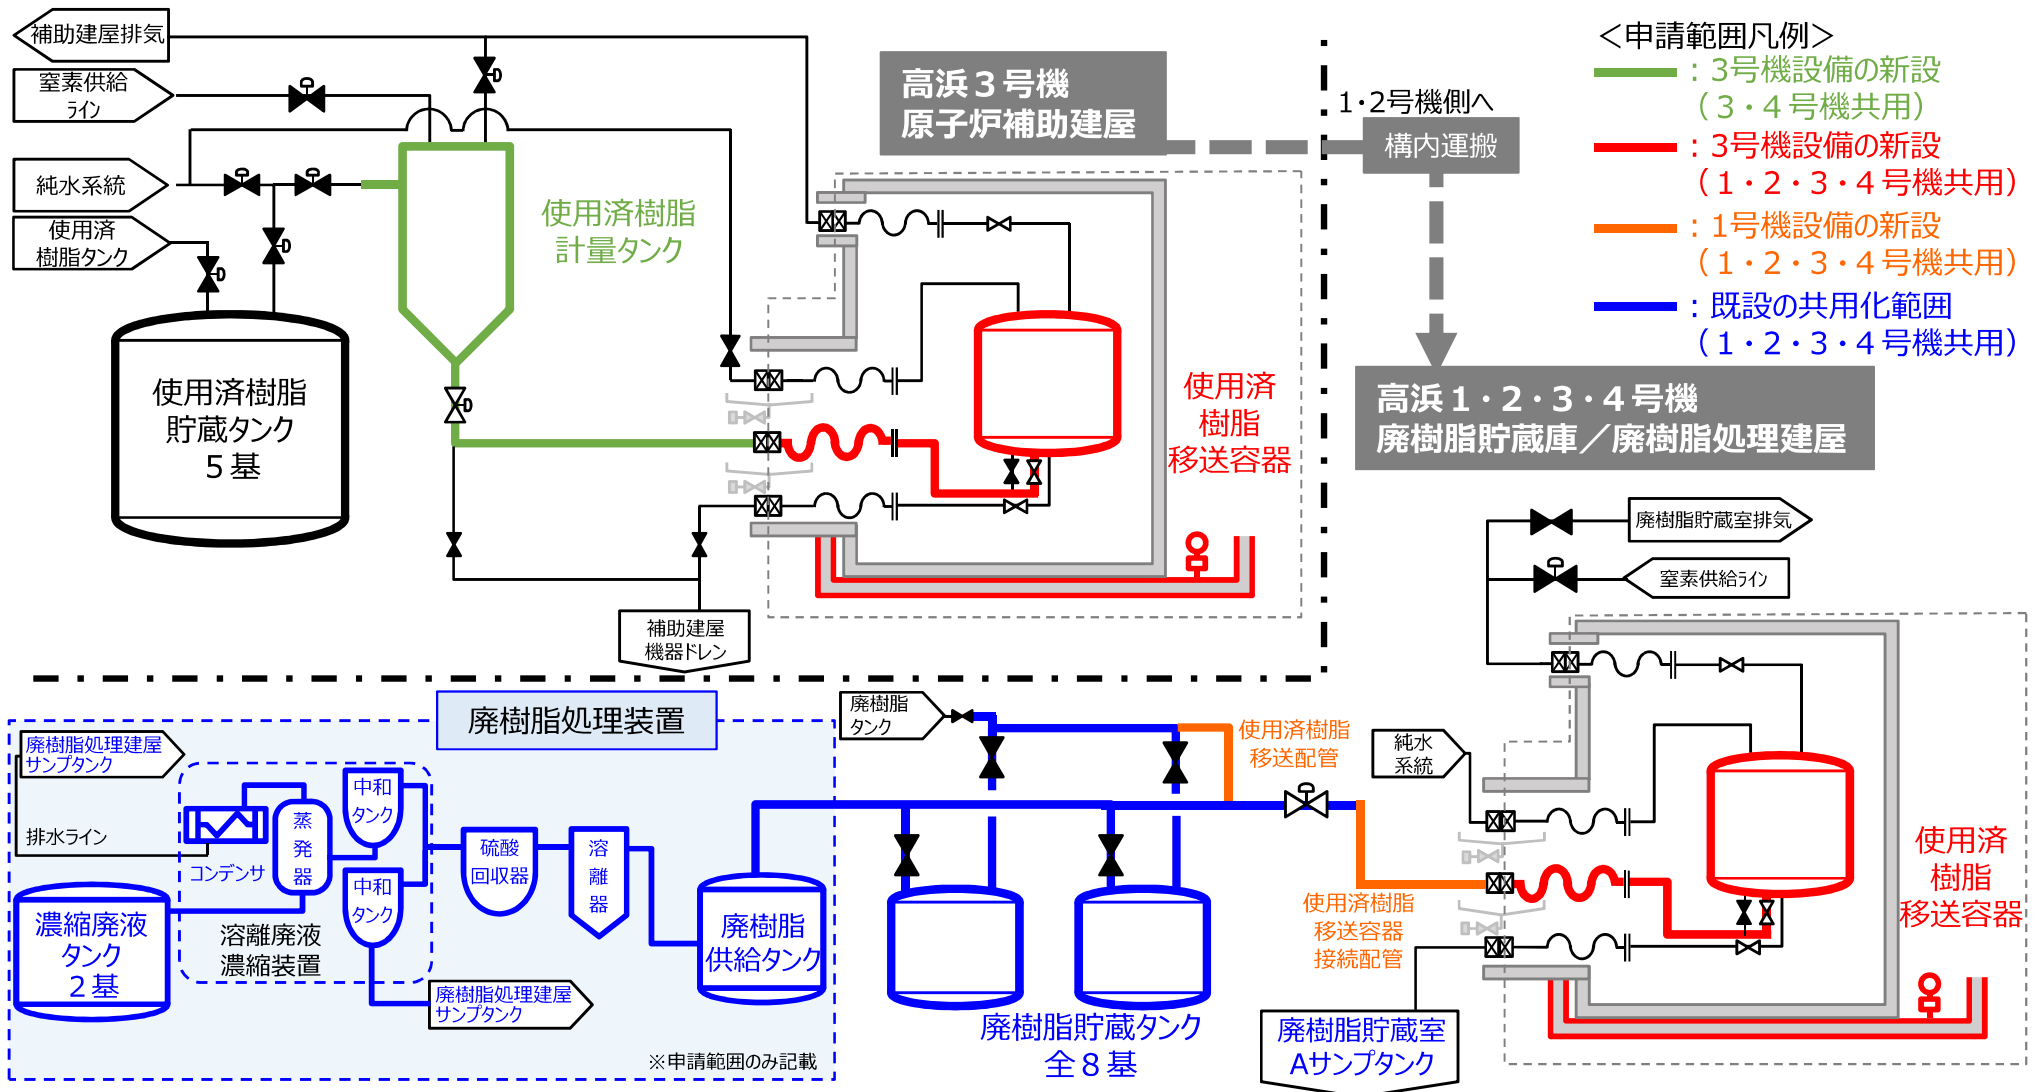 補助建屋排気
窒素供給
ライン
純水系統
使用済
樹脂タンク
使用済樹脂
貯蔵タンク
5基
使用済樹脂
計量タンク
高浜3号機
原子炉補助建屋
1・2号機側へ
構内運搬
＜申請範囲凡例＞
：3号機設備の新設
（3・4号機共用）
：3号機設備の新設
（1・2・3・4号機共用）
：1号機設備の新設
（1・2・3・4号機共用）
：既設の共用化範囲
（1・2・3・4号機共用）
使用済
樹脂
移送容器
高浜1・2・3・4号機
廃樹脂貯蔵庫／廃樹脂処理建屋
補助建屋
機器ドレン
廃樹脂貯蔵室排気
窒素供給ライン
廃樹脂処理装置
廃樹脂処理建屋
サンプタンク
排水ライン
コンデンサ
蒸
発
器
中和
タンク
中和
タンク
硫酸
回収器
溶
離
器
溶離廃液
濃縮装置
濃縮廃液
タンク
2基
廃樹脂処理建屋
サンプタンク
廃樹脂
供給タンク
※申請範囲のみ記載
廃樹脂
タンク
使用済樹脂
移送配管
使用済樹脂
移送容器
接続配管
廃樹脂貯蔵タンク
全8基
純水
系統
使用済
樹脂
移送容器
廃樹脂貯蔵室
Aサンプタンク